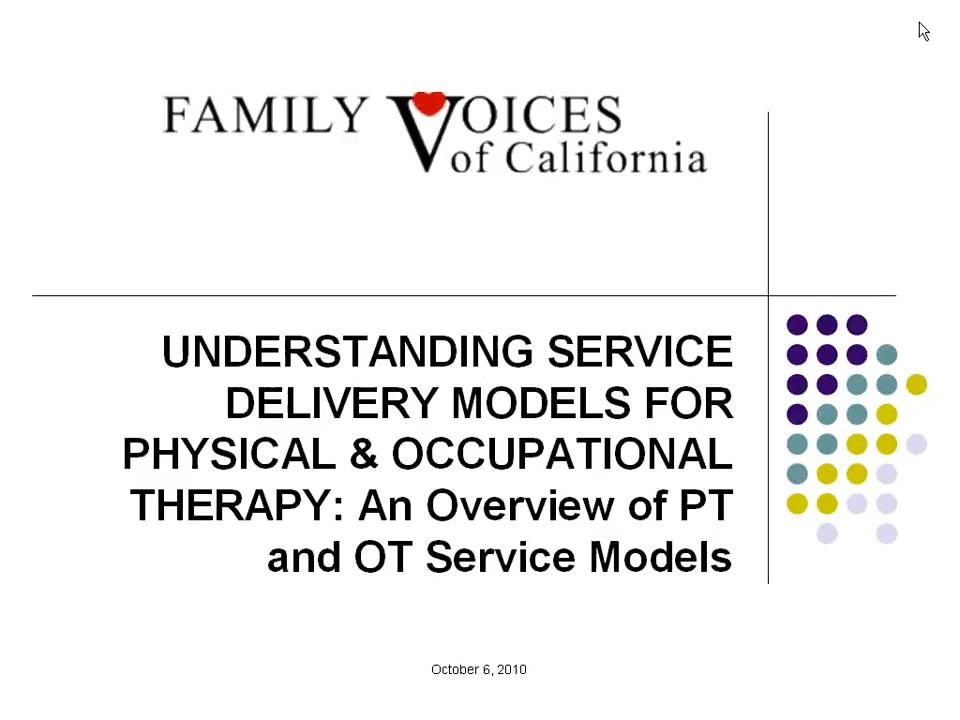 FAMILY VOICES
of California
UNDERSTANDING SERVICE
DELIVERY MODELS FOR
PHYSICAL & OCCUPATIONAL
THERAPY: An Overview of PT
and OT Service Models
October 6, 2010